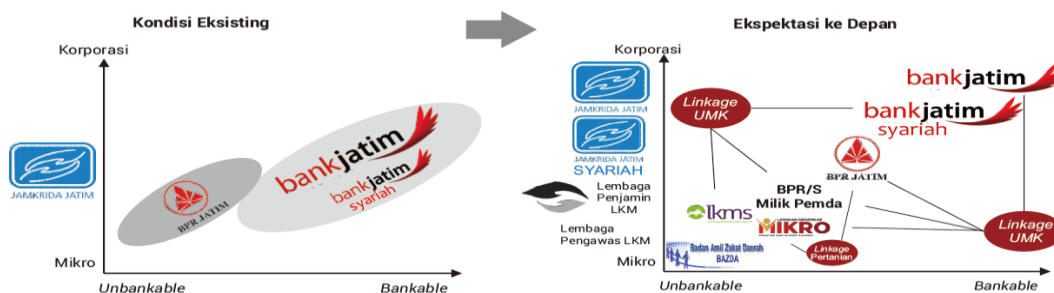 Kondisi Eksisting
Korporasi
JAMKRIDA JATIM
bankjatim
bankjatim
syariah
BPR JATIM
Mikro
Unbankable
Bankable
Ekspektasi ke Depan
Korporasi
JAMKRIDA JATIM
JAMKRIDA JATIM
SYARIAH
Lembaga
Penjamin
LKM
Lembaga
Pengawas LKM
Mikro
Linkage
UMK
bankjatim
bankjatim
syariah
BPR JATIM
BPR/S
Milik Pemda
lkms
LAYANAN KEUANGAN
MIKRO
Linkage
Pertanian
Linkage
UMK
Badan Amil Zakat Daerah
BAZDA
Unbankable
Bankable